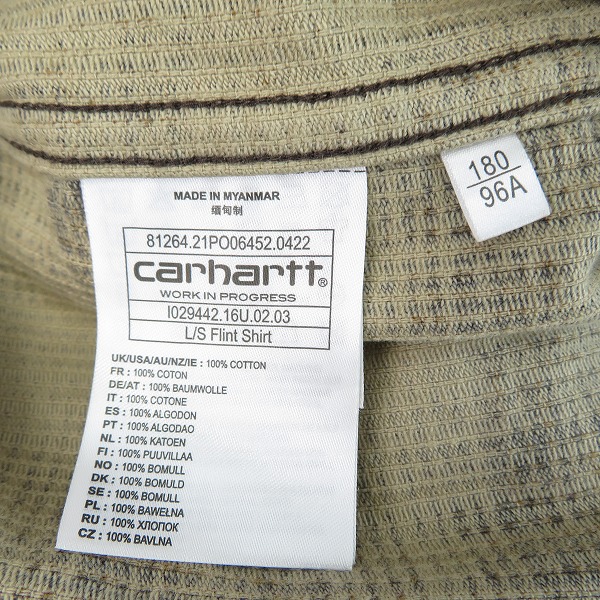 MADE IN MYANMAR
缅甸制
81264.21PO06452.0422
carhartt®
WORK IN PROGRESS
I029442.16U.02.03
L/S Flint Shirt
UK/USA/AU/NZ/IE : 100% COTTON
FR : 100% COTON
DE/AT : 100% BAUMWOLLE
IT : 100% COTONE
ES : 100% ALGODON
PT : 100% ALGODAO
NL : 100% KATOEN
FI : 100% PUUVILLAA
NO : 100% BOMULL
DK : 100% BOMULD
SE : 100% BOMULL
PL : 100% BAWEŁNA
RU : 100% ХЛОПОК
CZ : 100% BAVLNA
180
96A